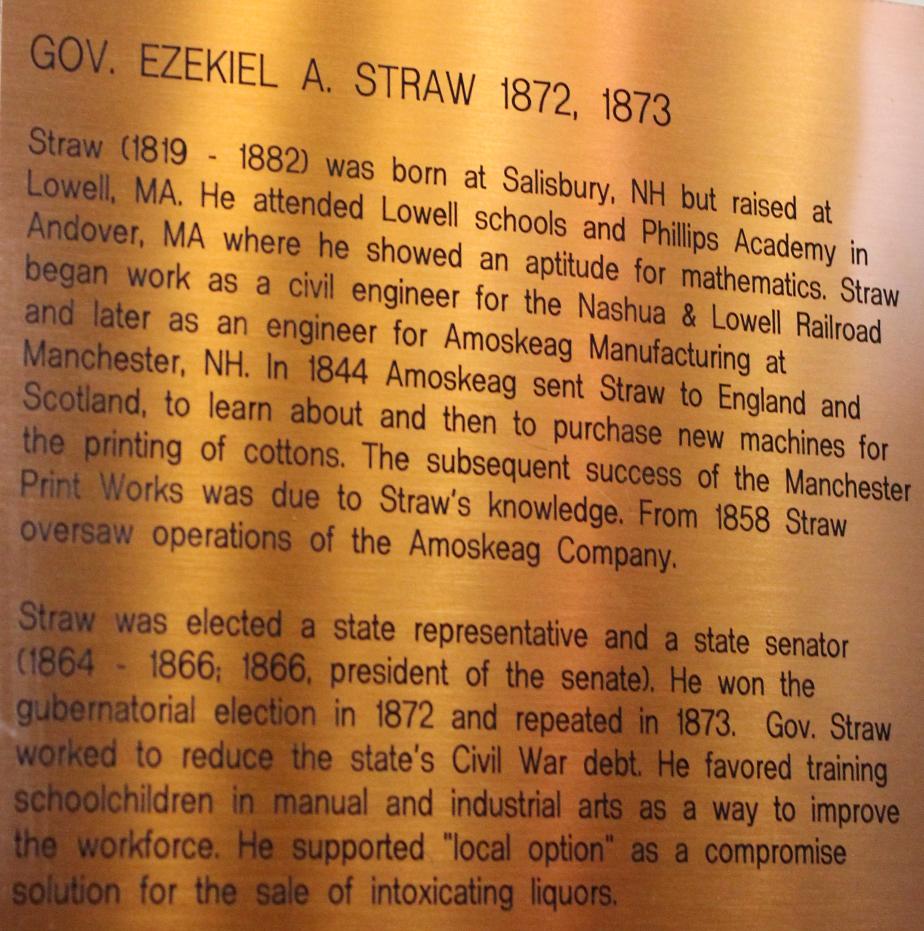 GOV. EZEKIEL A. STRAW 1872, 1873
Straw (1819 - 1882) was born at Salisbury, NH but raised at
Lowell, MA. He attended Lowell schools and Phillips Academy in
Andover, MA where he showed an aptitude for mathematics. Straw
began work as a civil engineer for the Nashua & Lowell Railroad
and later as an engineer for Amoskeag Manufacturing at
Manchester, NH. In 1844 Amoskeag sent Straw to England and
Scotland, to learn about and then to purchase new machines for
the printing of cottons. The subsequent success of the Manchester
Print Works was due to Straw's knowledge. From 1858 Straw
oversaw operations of the Amoskeag Company.
Straw was elected a state representative and a state senator
(1864 - 1866; 1866, president of the senate). He won the
gubernatorial election in 1872 and repeated in 1873. Gov. Straw
worked to reduce the state's Civil War debt. He favored training
schoolchildren in manual and industrial arts as a way to improve
the workforce. He supported "local option" as a compromise
solution for the sale of intoxicating liquors.